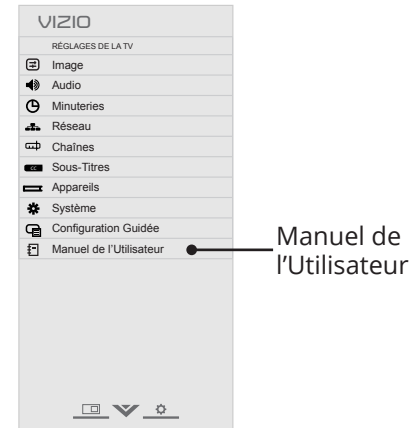 VIZIO
RÉGLAGES DE LA TV
Image
Audio
Minuteries
Réseau
Chaînes
CC
Sous-Titres
Appareils
Système
Configuration Guidée
Manuel de l’Utilisateur
Manuel de
l’Utilisateur